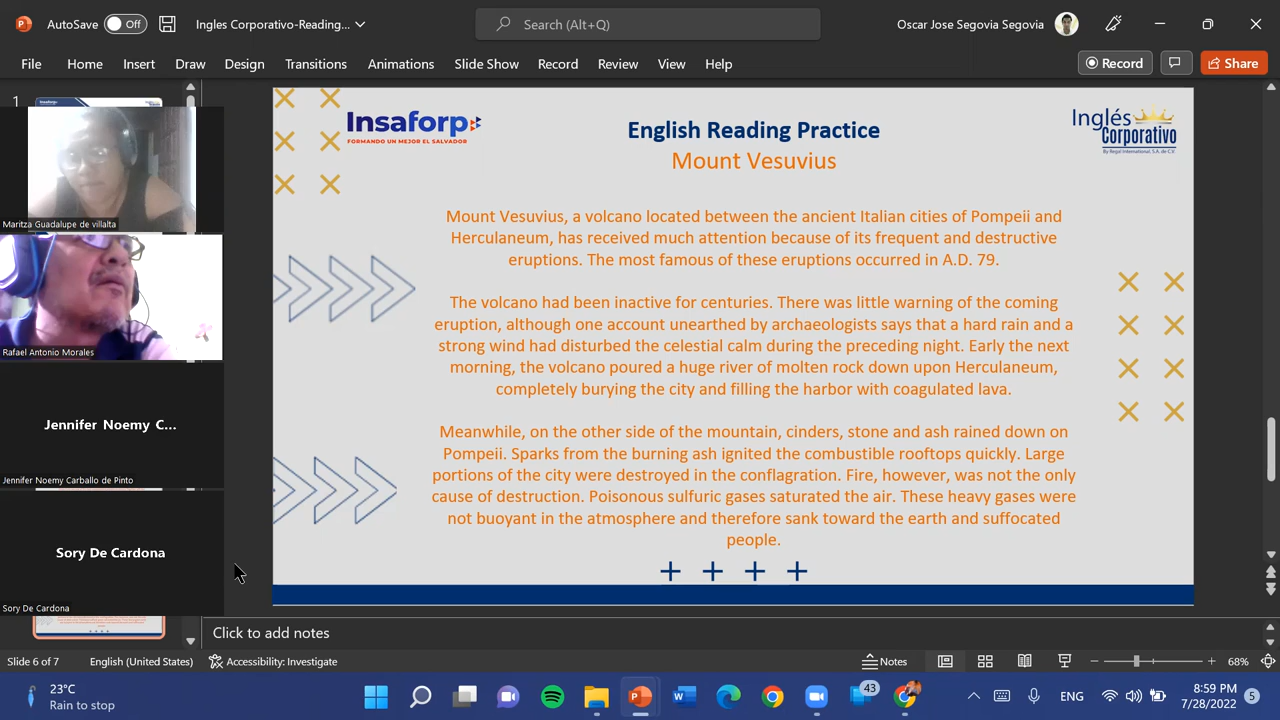 AutoSave Off Ingles Corporativo-Reading... Search (Alt+Q) Oscar Jose Segovia Segovia
File Home Insert Draw Design Transitions Animations Slide Show Record Review View Help Record Share
1
Maritza Guadalupe de villalta
Rafael Antonio Morales
Jennifer Noemy C...
Jennifer Noemy Carballo de Pinto
Sory De Cardona
Sory De Cardona
Insaforp
FORMANDO UN MEJOR EL SALVADOR
Inglés
Corporativo
By Regal International, S.A. de C.V.
English Reading Practice
Mount Vesuvius
Mount Vesuvius, a volcano located between the ancient Italian cities of Pompeii and
Herculaneum, has received much attention because of its frequent and destructive
eruptions. The most famous of these eruptions occurred in A.D. 79.
The volcano had been inactive for centuries. There was little warning of the coming
eruption, although one account unearthed by archaeologists says that a hard rain and a
strong wind had disturbed the celestial calm during the preceding night. Early the next
morning, the volcano poured a huge river of molten rock down upon Herculaneum,
completely burying the city and filling the harbor with coagulated lava.
Meanwhile, on the other side of the mountain, cinders, stone and ash rained down on
Pompeii. Sparks from the burning ash ignited the combustible rooftops quickly. Large
portions of the city were destroyed in the conflagration. Fire, however, was not the only
cause of destruction. Poisonous sulfuric gases saturated the air. These heavy gases were
not buoyant in the atmosphere and therefore sank toward the earth and suffocated
people.
Click to add notes
Slide 6 of 7 English (United States) Accessibility: Investigate Notes 68%
23°C
Rain to stop
43
ENG
8:59 PM
7/28/2022
5